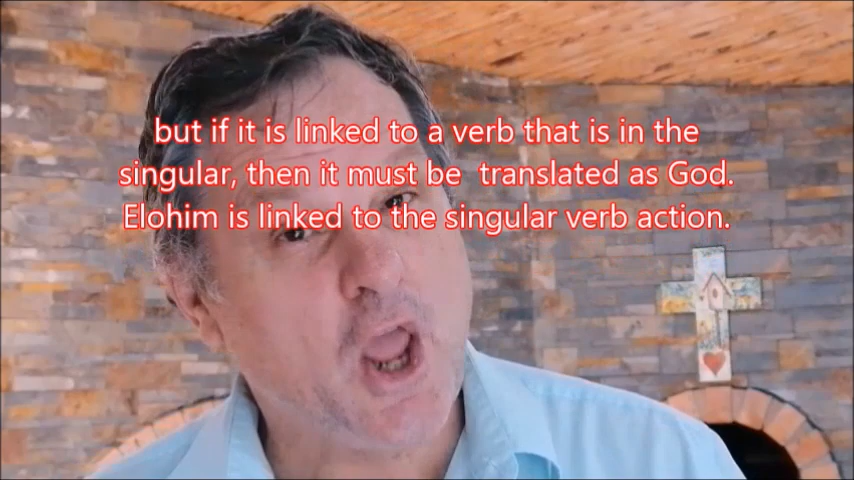 but if it is linked to a verb that is in the
singular, then it must be  translated as God.
Elohim is linked to the singular verb action.